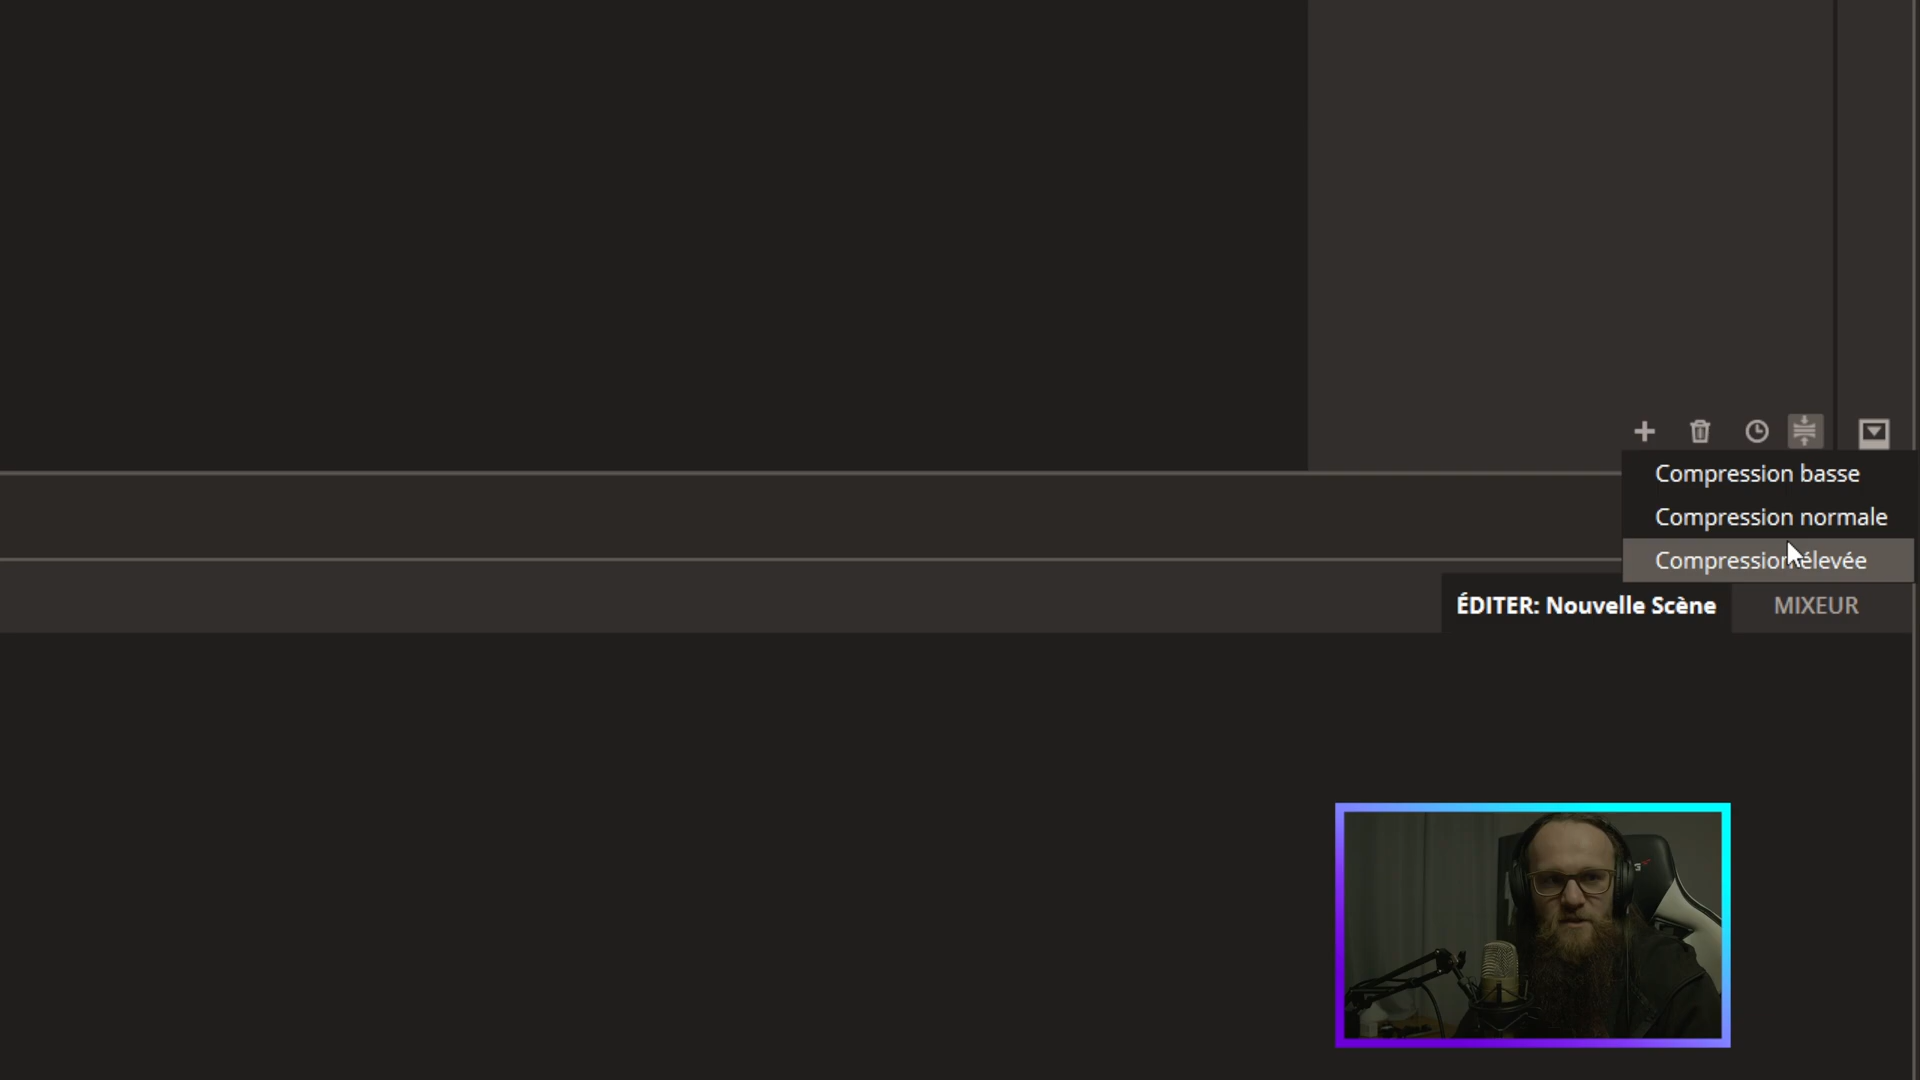 Compression basse
Compression normale
Compression élevée
ÉDITER: Nouvelle Scène
MIXEUR